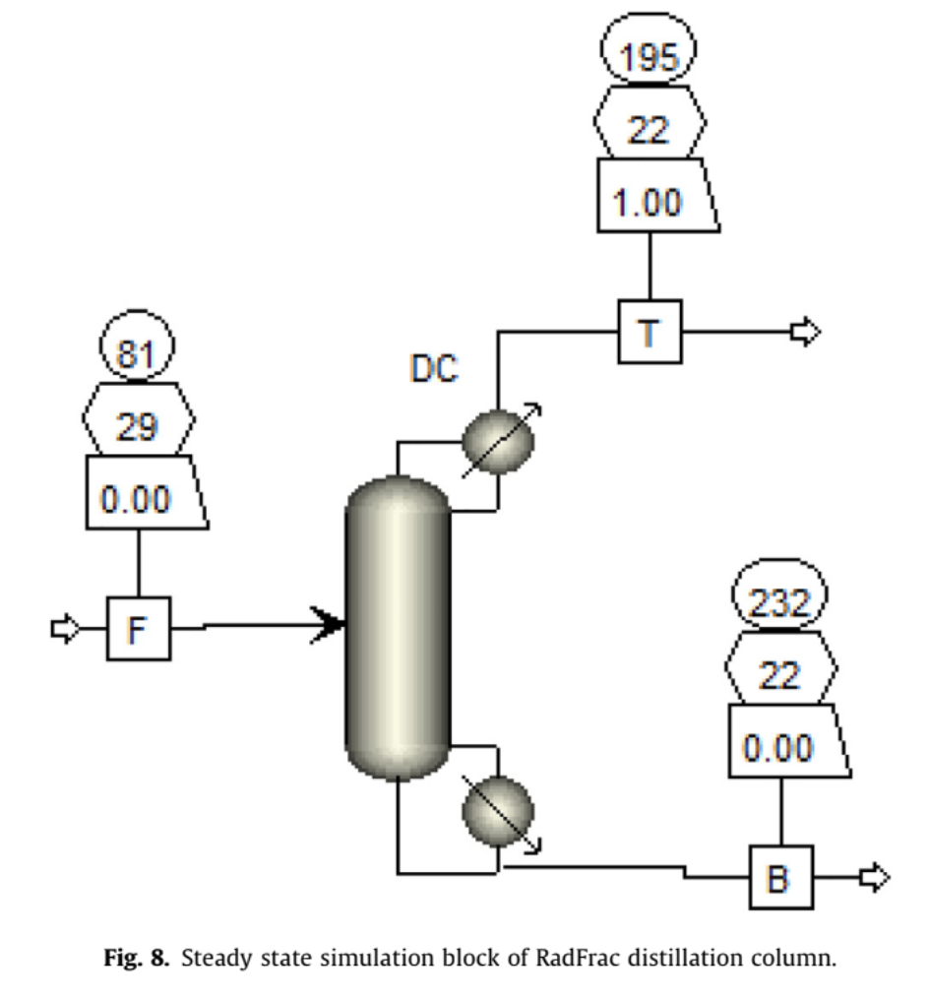 195
22
1.00
T
81
29
0.00
F
DC
232
22
0.00
B
Fig. 8. Steady state simulation block of RadFrac distillation column.